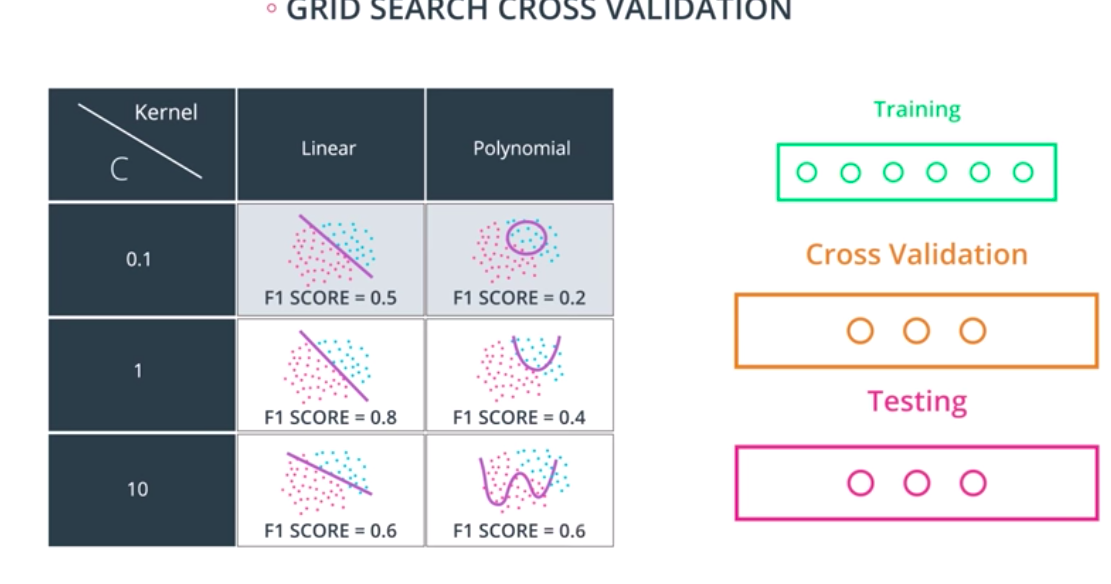 GRID SEARCH CROSS VALIDATION
Kernel
C
Linear
Polynomial
0.1
F1 SCORE = 0.5
F1 SCORE = 0.2
1
F1 SCORE = 0.8
F1 SCORE = 0.4
10
F1 SCORE = 0.6
F1 SCORE = 0.6
Training
Cross Validation
Testing